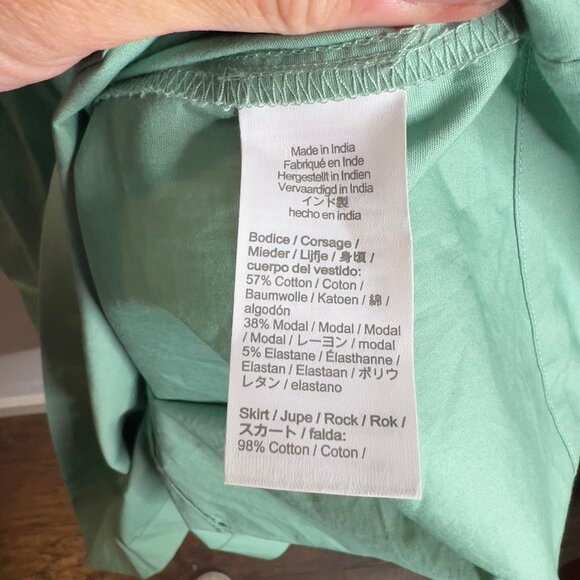 Made in India
Fabriqué en Inde
Hergestellt in Indien
Vervaardigd in India
インド製
hecho en india
Bodice / Corsage /
Mieder / Lijfje / 身頃 /
cuerpo del vestido:
57% Cotton / Coton /
Baumwolle / Katoen / 綿 /
algodón
38% Modal / Modal / Modal
/ Modal / レーヨン / modal
5% Elastane / Élasthanne /
Elastan / Elastaan / ポリウ
レタン / elastano
Skirt / Jupe / Rock / Rok /
スカート / falda:
98% Cotton / Coton /